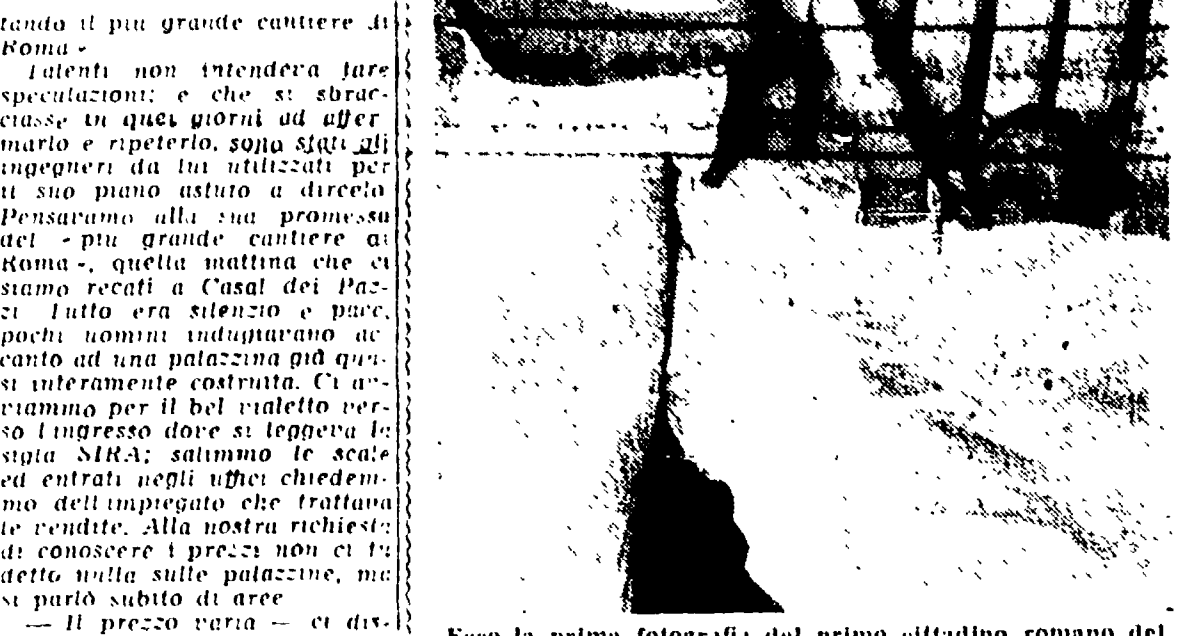 tando il più grande cantiere di
Roma -
Talenti non intendeva fare
speculazioni; e che si sbrac-
ciasse in quei giorni ad affer
marlo e ripeterlo, sono stati gli
ingegneri da lui utilizzati per
il suo piano astuto a dircelo
Pensavamo alla sua promessa
del - più grande cantiere di
Roma -, quella mattina che ci
siamo recati a Casal dei Paz-
zi Tutto era silenzio e pace,
pochi uomini indugiavano ac
canto ad una palazzina già qua-
si interamente costruita. Ci av-
viammo per il bel vialetto ver-
so l'ingresso dove si leggeva la
sigla SIRA; salimmo le scale
ed entrati negli uffici chiedem-
mo dell'impiegato che trattava
le vendite. Alla nostra richiesta
di conoscere i prezzi non ci fu
detto nulla sulle palazzine, ma
si parlò subito di aree
— Il prezzo varia — ci dis-
Ecco la prima fotografia del primo cittadino romano del